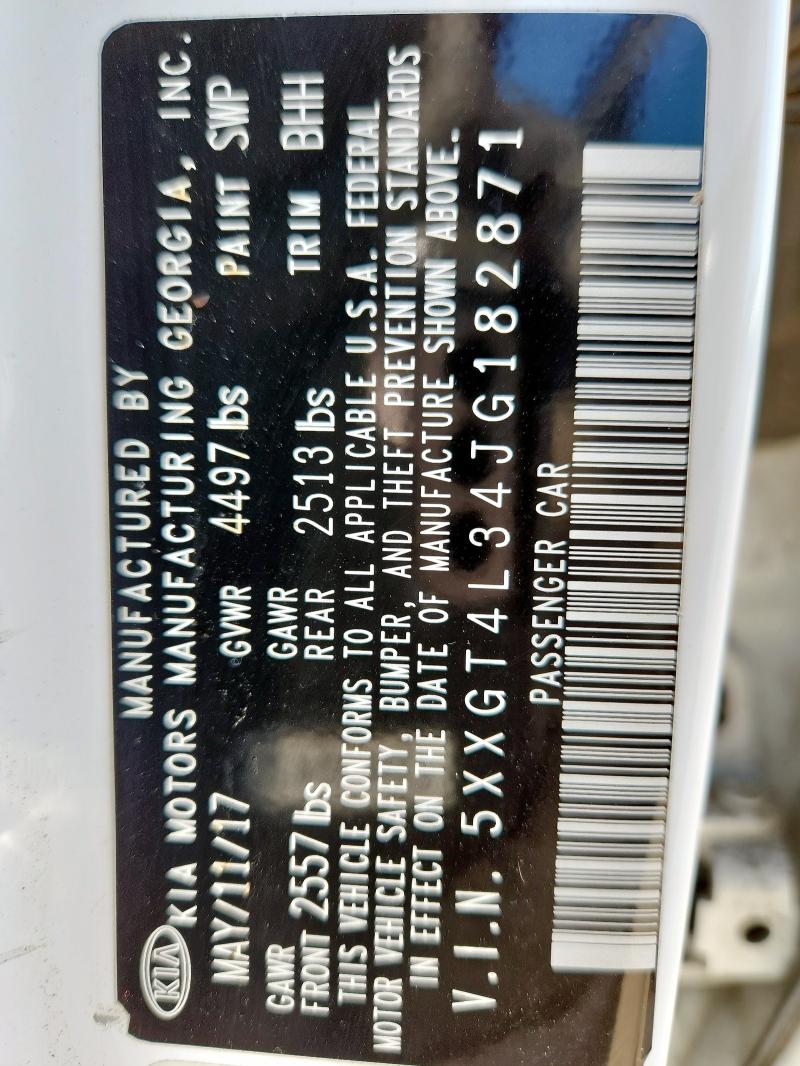 MANUFACTURED BY
KIA KIA MOTORS MANUFACTURING GEORGIA, INC.
MAY/11/17 GVWR 4497 lbs PAINT SWP
GAWR GAWR
FRONT 2557 lbs REAR 2513 lbs TRIM BHH
THIS VEHICLE CONFORMS TO ALL APPLICABLE U.S.A. FEDERAL
MOTOR VEHICLE SAFETY, BUMPER, AND THEFT PREVENTION STANDARDS
IN EFFECT ON THE DATE OF MANUFACTURE SHOWN ABOVE.
V.I.N. 5XXGT4L34JG182871
PASSENGER CAR